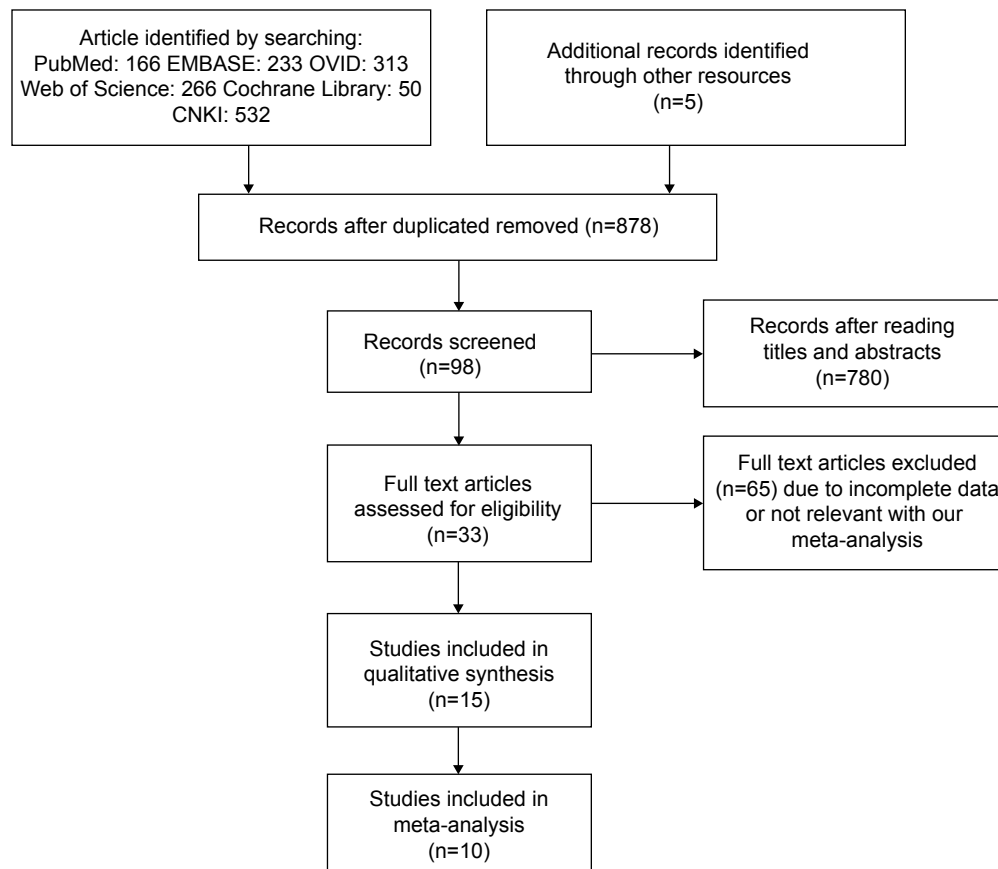 Article identified by searching:
PubMed: 166 EMBASE: 233 OVID: 313
Web of Science: 266 Cochrane Library: 50
CNKI: 532
Additional records identified
through other resources
(n=5)
Records after duplicated removed (n=878)
Records screened
(n=98)
Records after reading
titles and abstracts
(n=780)
Full text articles
assessed for eligibility
(n=33)
Full text articles excluded
(n=65) due to incomplete data
or not relevant with our
meta-analysis
Studies included in
qualitative synthesis
(n=15)
Studies included in
meta-analysis
(n=10)